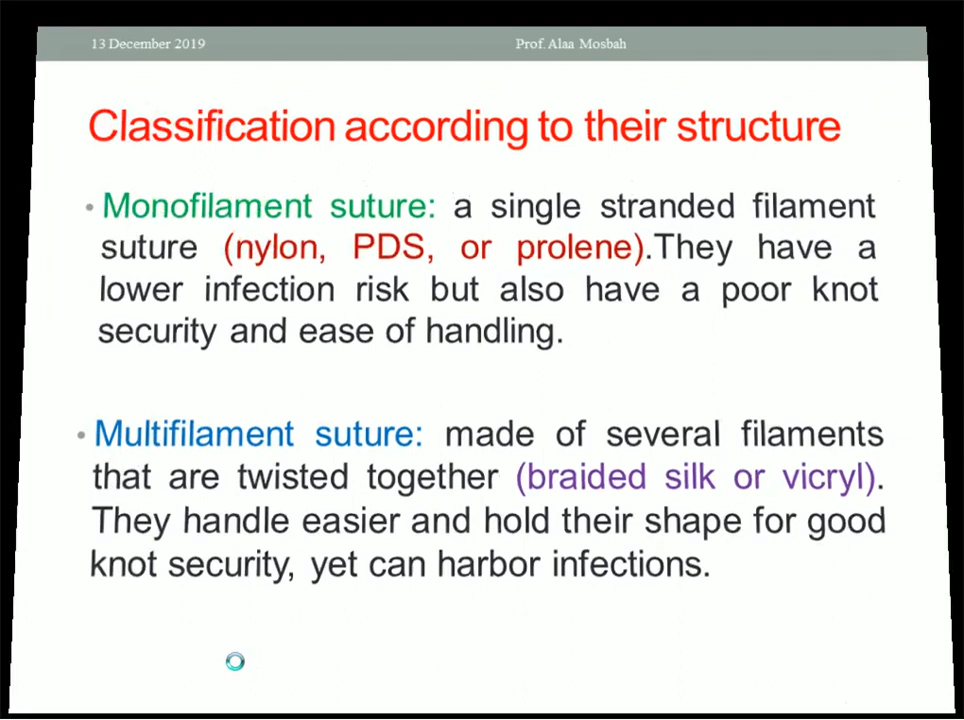 13 December 2019
Prof. Alaa Mosbah
Classification according to their structure
• Monofilament suture: a single stranded filament
suture (nylon, PDS, or prolene).They have a
lower infection risk but also have a poor knot
security and ease of handling.
• Multifilament suture: made of several filaments
that are twisted together (braided silk or vicryl).
They handle easier and hold their shape for good
knot security, yet can harbor infections.